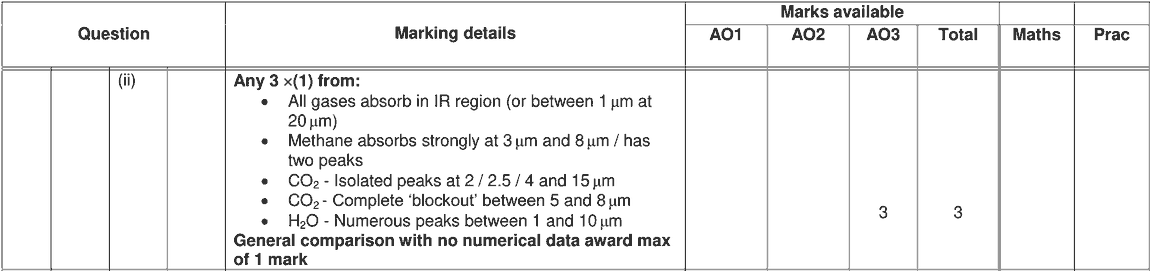 Marks available
Question Marking details AO1 AO2 AO3 Total Maths Prac
(ii) Any 3 ×(1) from:
• All gases absorb in IR region (or between 1 µm at
20 µm)
• Methane absorbs strongly at 3 µm and 8 µm / has
two peaks
• CO₂ - Isolated peaks at 2 / 2.5 / 4 and 15 µm
• CO₂ - Complete ‘blockout’ between 5 and 8 µm
• H₂O - Numerous peaks between 1 and 10 µm
3 3
General comparison with no numerical data award max
of 1 mark